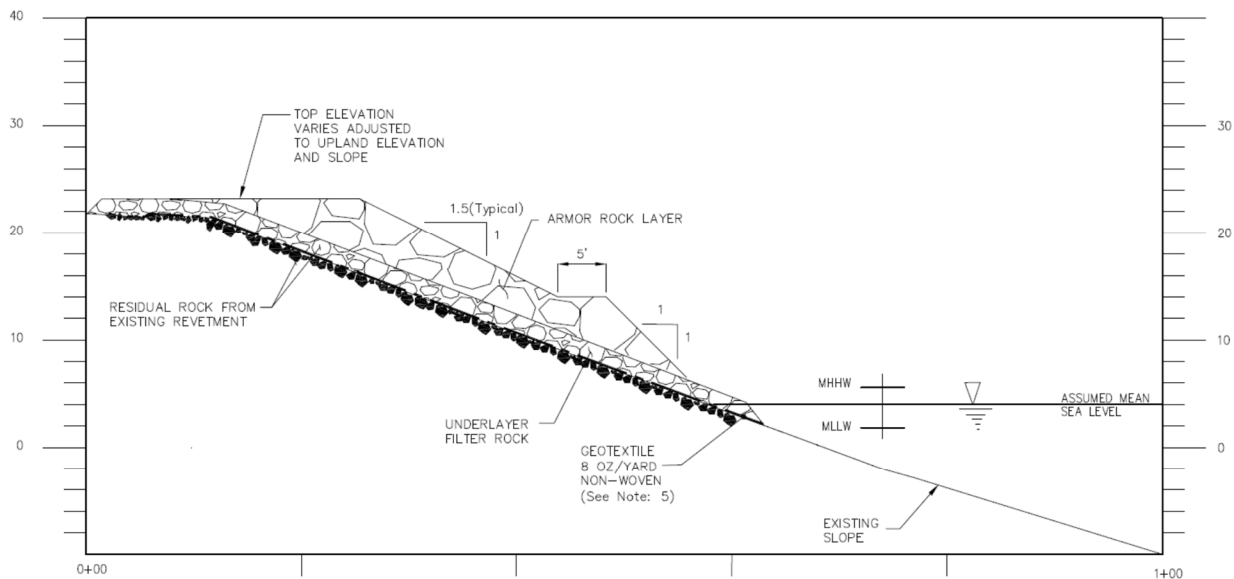 40
TOP ELEVATION
VARIES ADJUSTED
TO UPLAND ELEVATION
AND SLOPE
30
30
1.5(Typical)
1
ARMOR ROCK LAYER
20
20
5'
RESIDUAL ROCK FROM
EXISTING REVETMENT
1
1
10
10
MHHW
ASSUMED MEAN
SEA LEVEL
MLLW
UNDERLAYER
FILTER ROCK
0
0
GEOTEXTILE
8 OZ/YARD
NON-WOVEN
(See Note: 5)
EXISTING
SLOPE
0+00
1+00